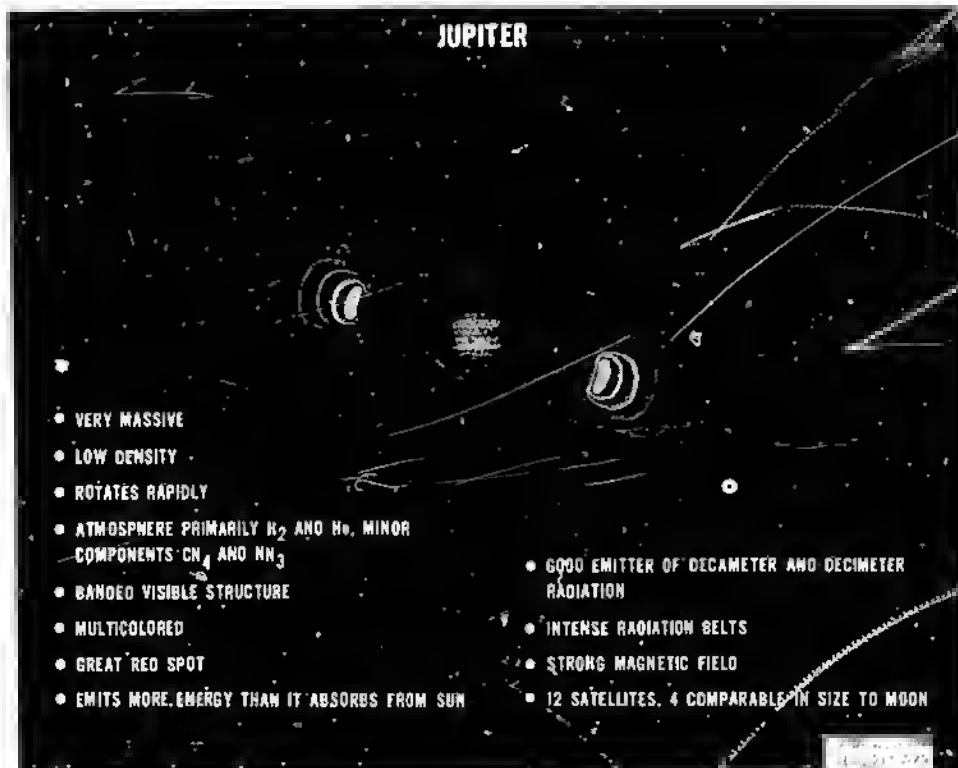 JUPITER
• VERY MASSIVE
• LOW DENSITY
• ROTATES RAPIDLY
• ATMOSPHERE PRIMARILY H2 AND He, MINOR
COMPONENTS CH4 AND NH3
• BANDED VISIBLE STRUCTURE
• MULTICOLORED
• GREAT RED SPOT
• EMITS MORE ENERGY THAN IT ABSORBS FROM SUN
• GOOD EMITTER OF DECAMETER AND DECIMETER
RADIATION
• INTENSE RADIATION BELTS
• STRONG MAGNETIC FIELD
• 12 SATELLITES, 4 COMPARABLE IN SIZE TO MOON